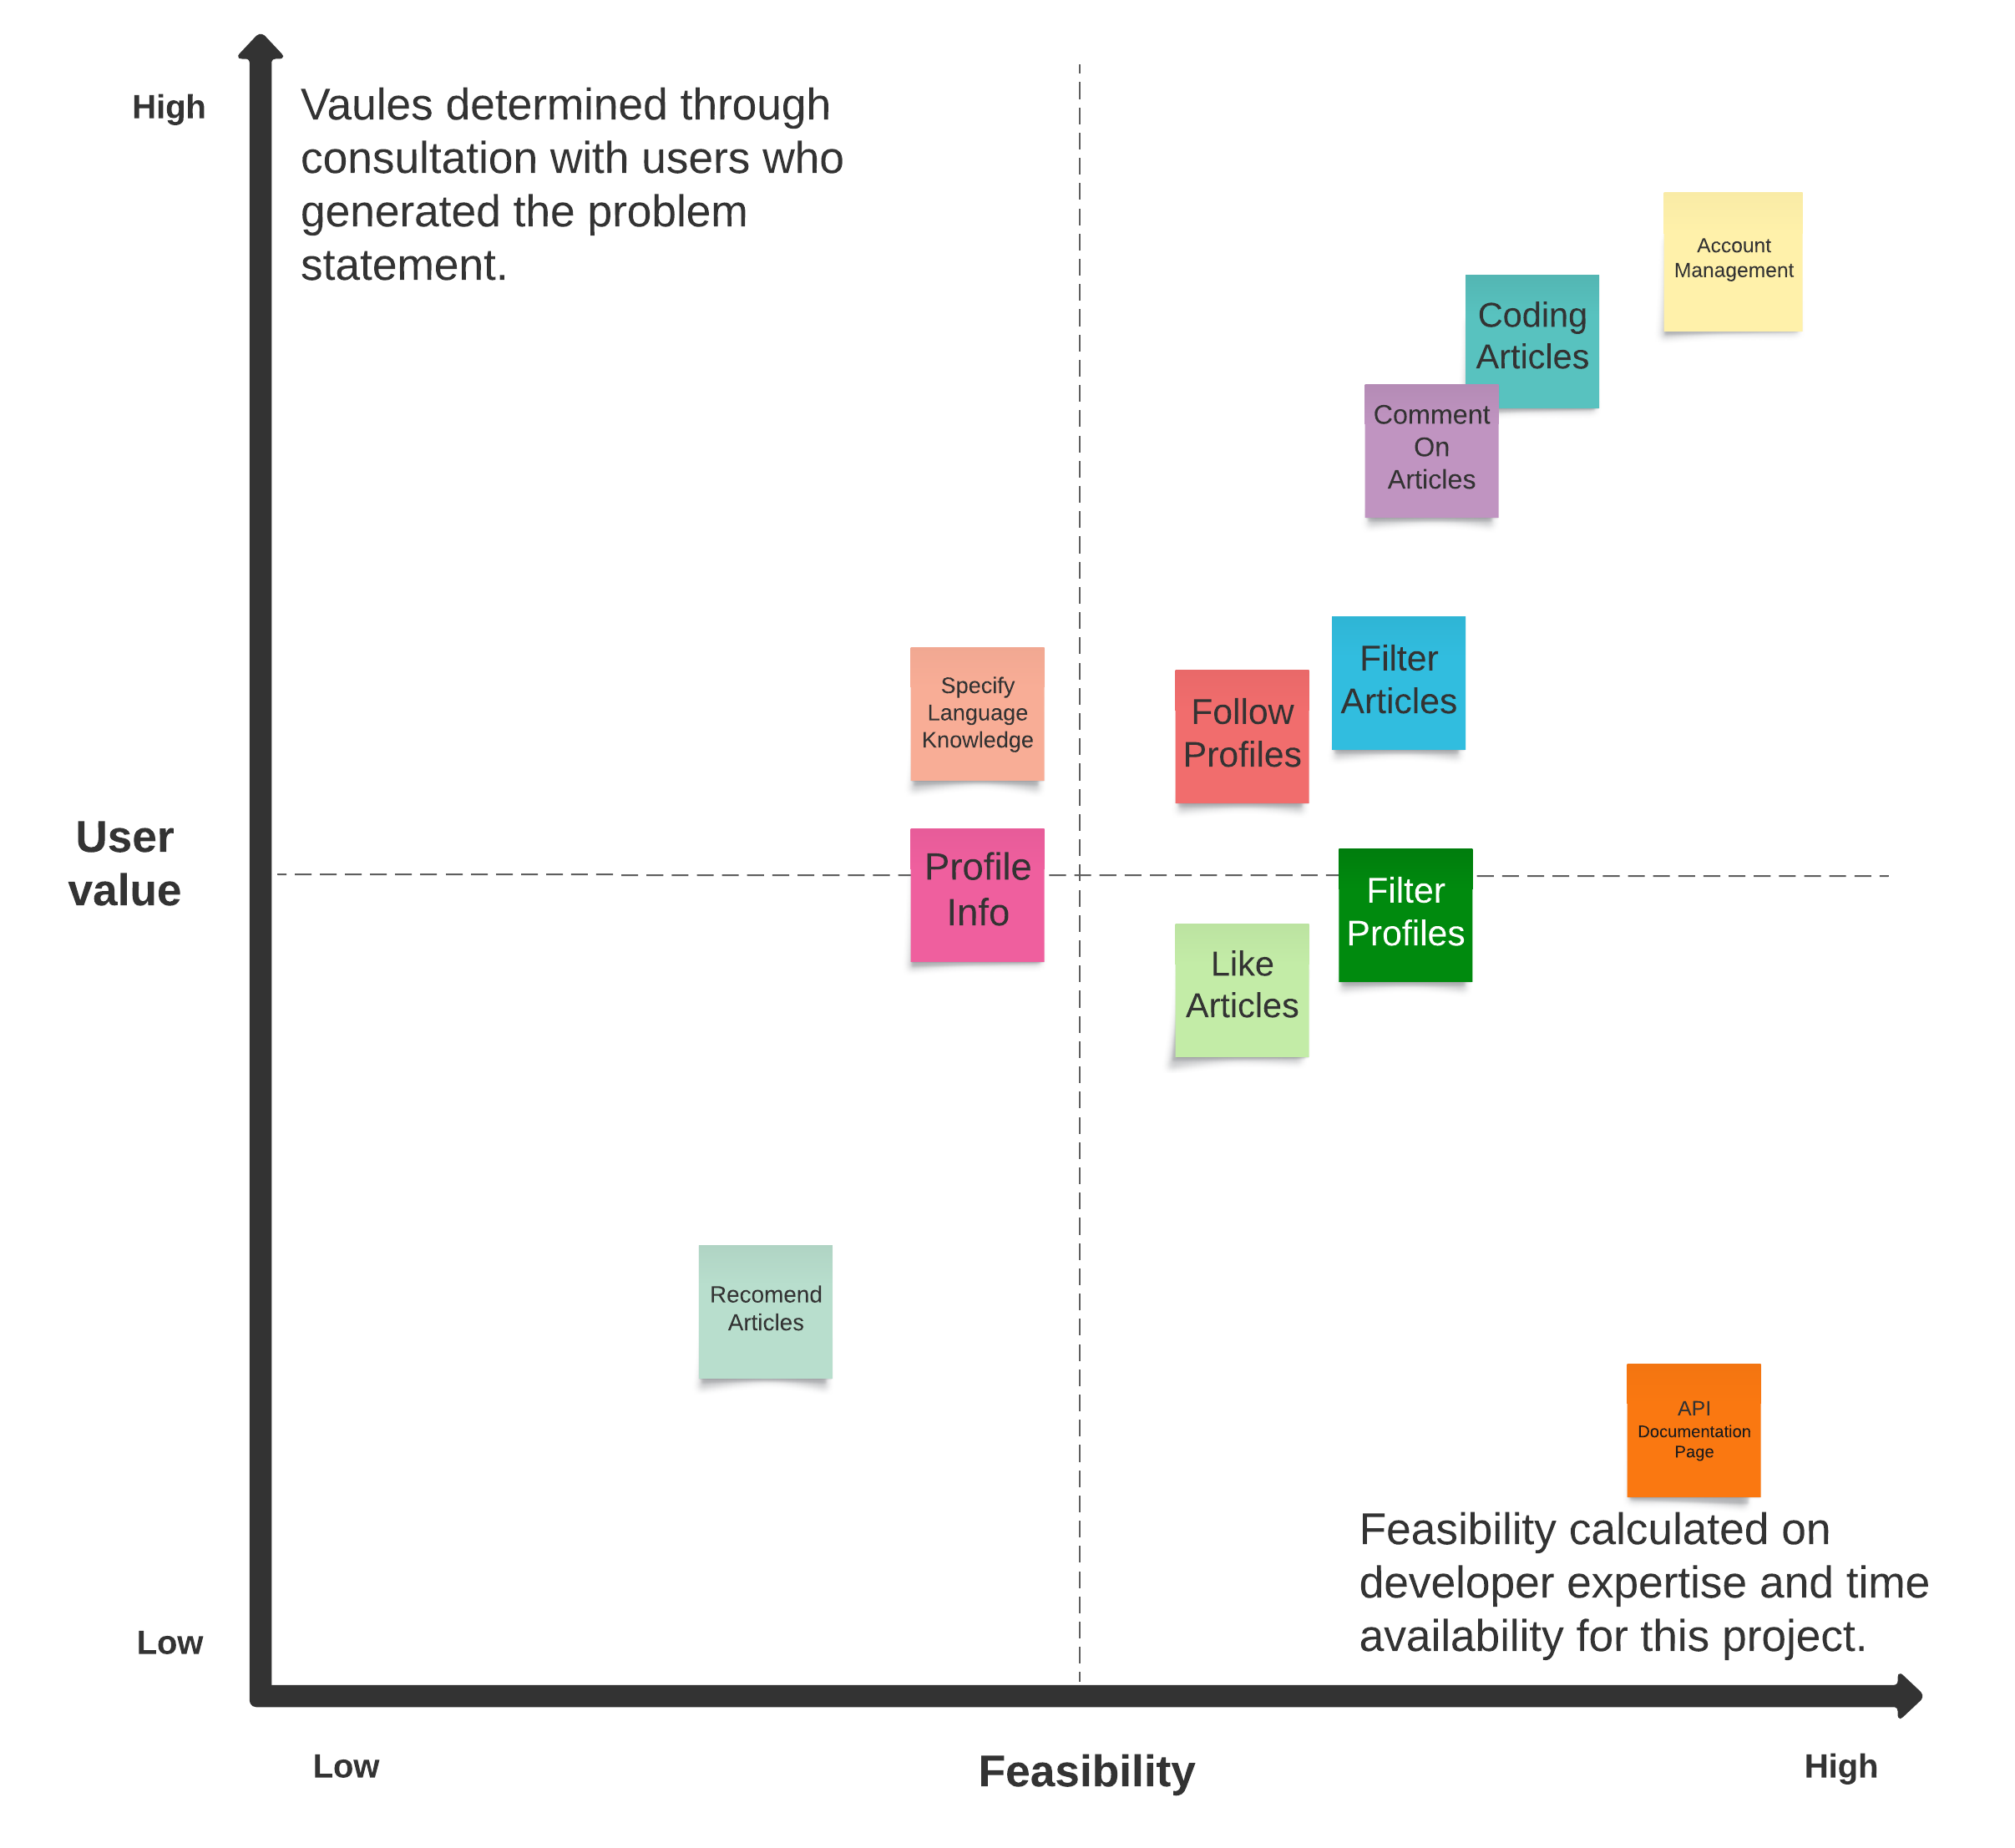 High
Vaules determined through
consultation with users who
generated the problem
statement.
Account
Management
Coding
Articles
Comment
On
Articles
Specify
Language
Knowledge
Follow
Profiles
Filter
Articles
User
value
Profile
Info
Filter
Profiles
Like
Articles
Recomend
Articles
API
Documentation
Page
Feasibility calculated on
developer expertise and time
availability for this project.
Low
Low
Feasibility
High